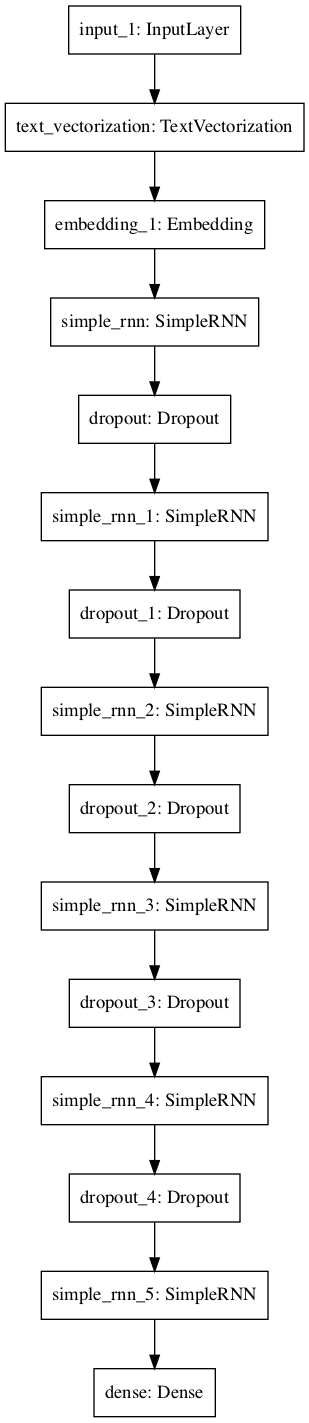 input_1: InputLayer
text_vectorization: TextVectorization
embedding_1: Embedding
simple_rnn: SimpleRNN
dropout: Dropout
simple_rnn_1: SimpleRNN
dropout_1: Dropout
simple_rnn_2: SimpleRNN
dropout_2: Dropout
simple_rnn_3: SimpleRNN
dropout_3: Dropout
simple_rnn_4: SimpleRNN
dropout_4: Dropout
simple_rnn_5: SimpleRNN
dense: Dense